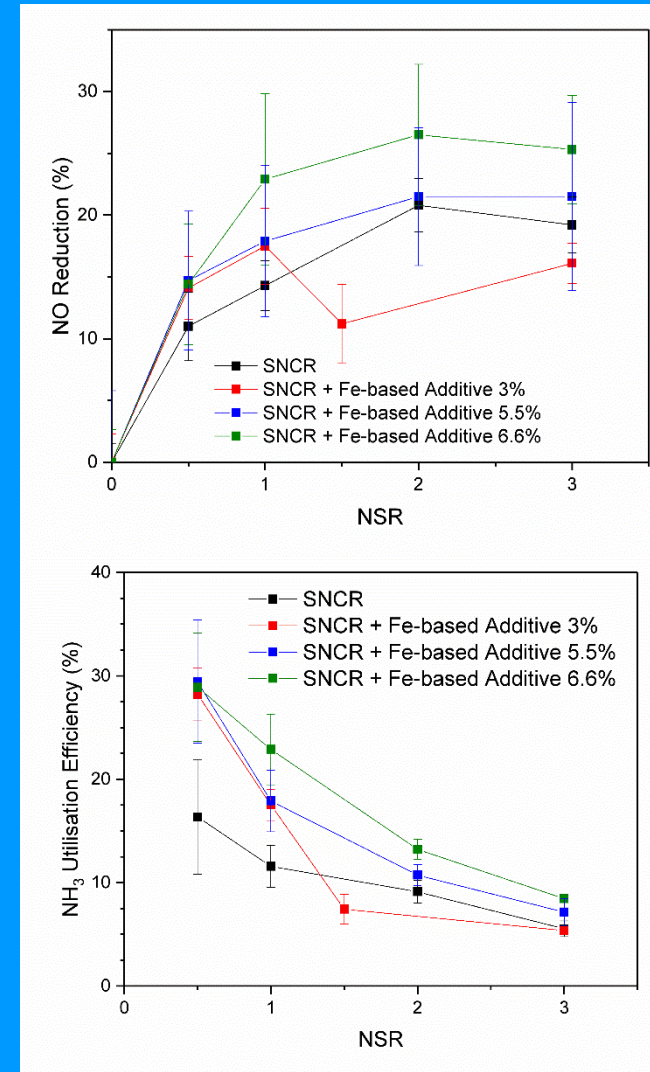 NO Reduction (%)
30
20
10
0
SNCR
SNCR + Fe-based Additive 3%
SNCR + Fe-based Additive 5.5%
SNCR + Fe-based Additive 6.6%
0 1 2 3
NSR
NH₃ Utilisation Efficiency (%)
40
30
20
10
0
SNCR
SNCR + Fe-based Additive 3%
SNCR + Fe-based Additive 5.5%
SNCR + Fe-based Additive 6.6%
0 1 2 3
NSR